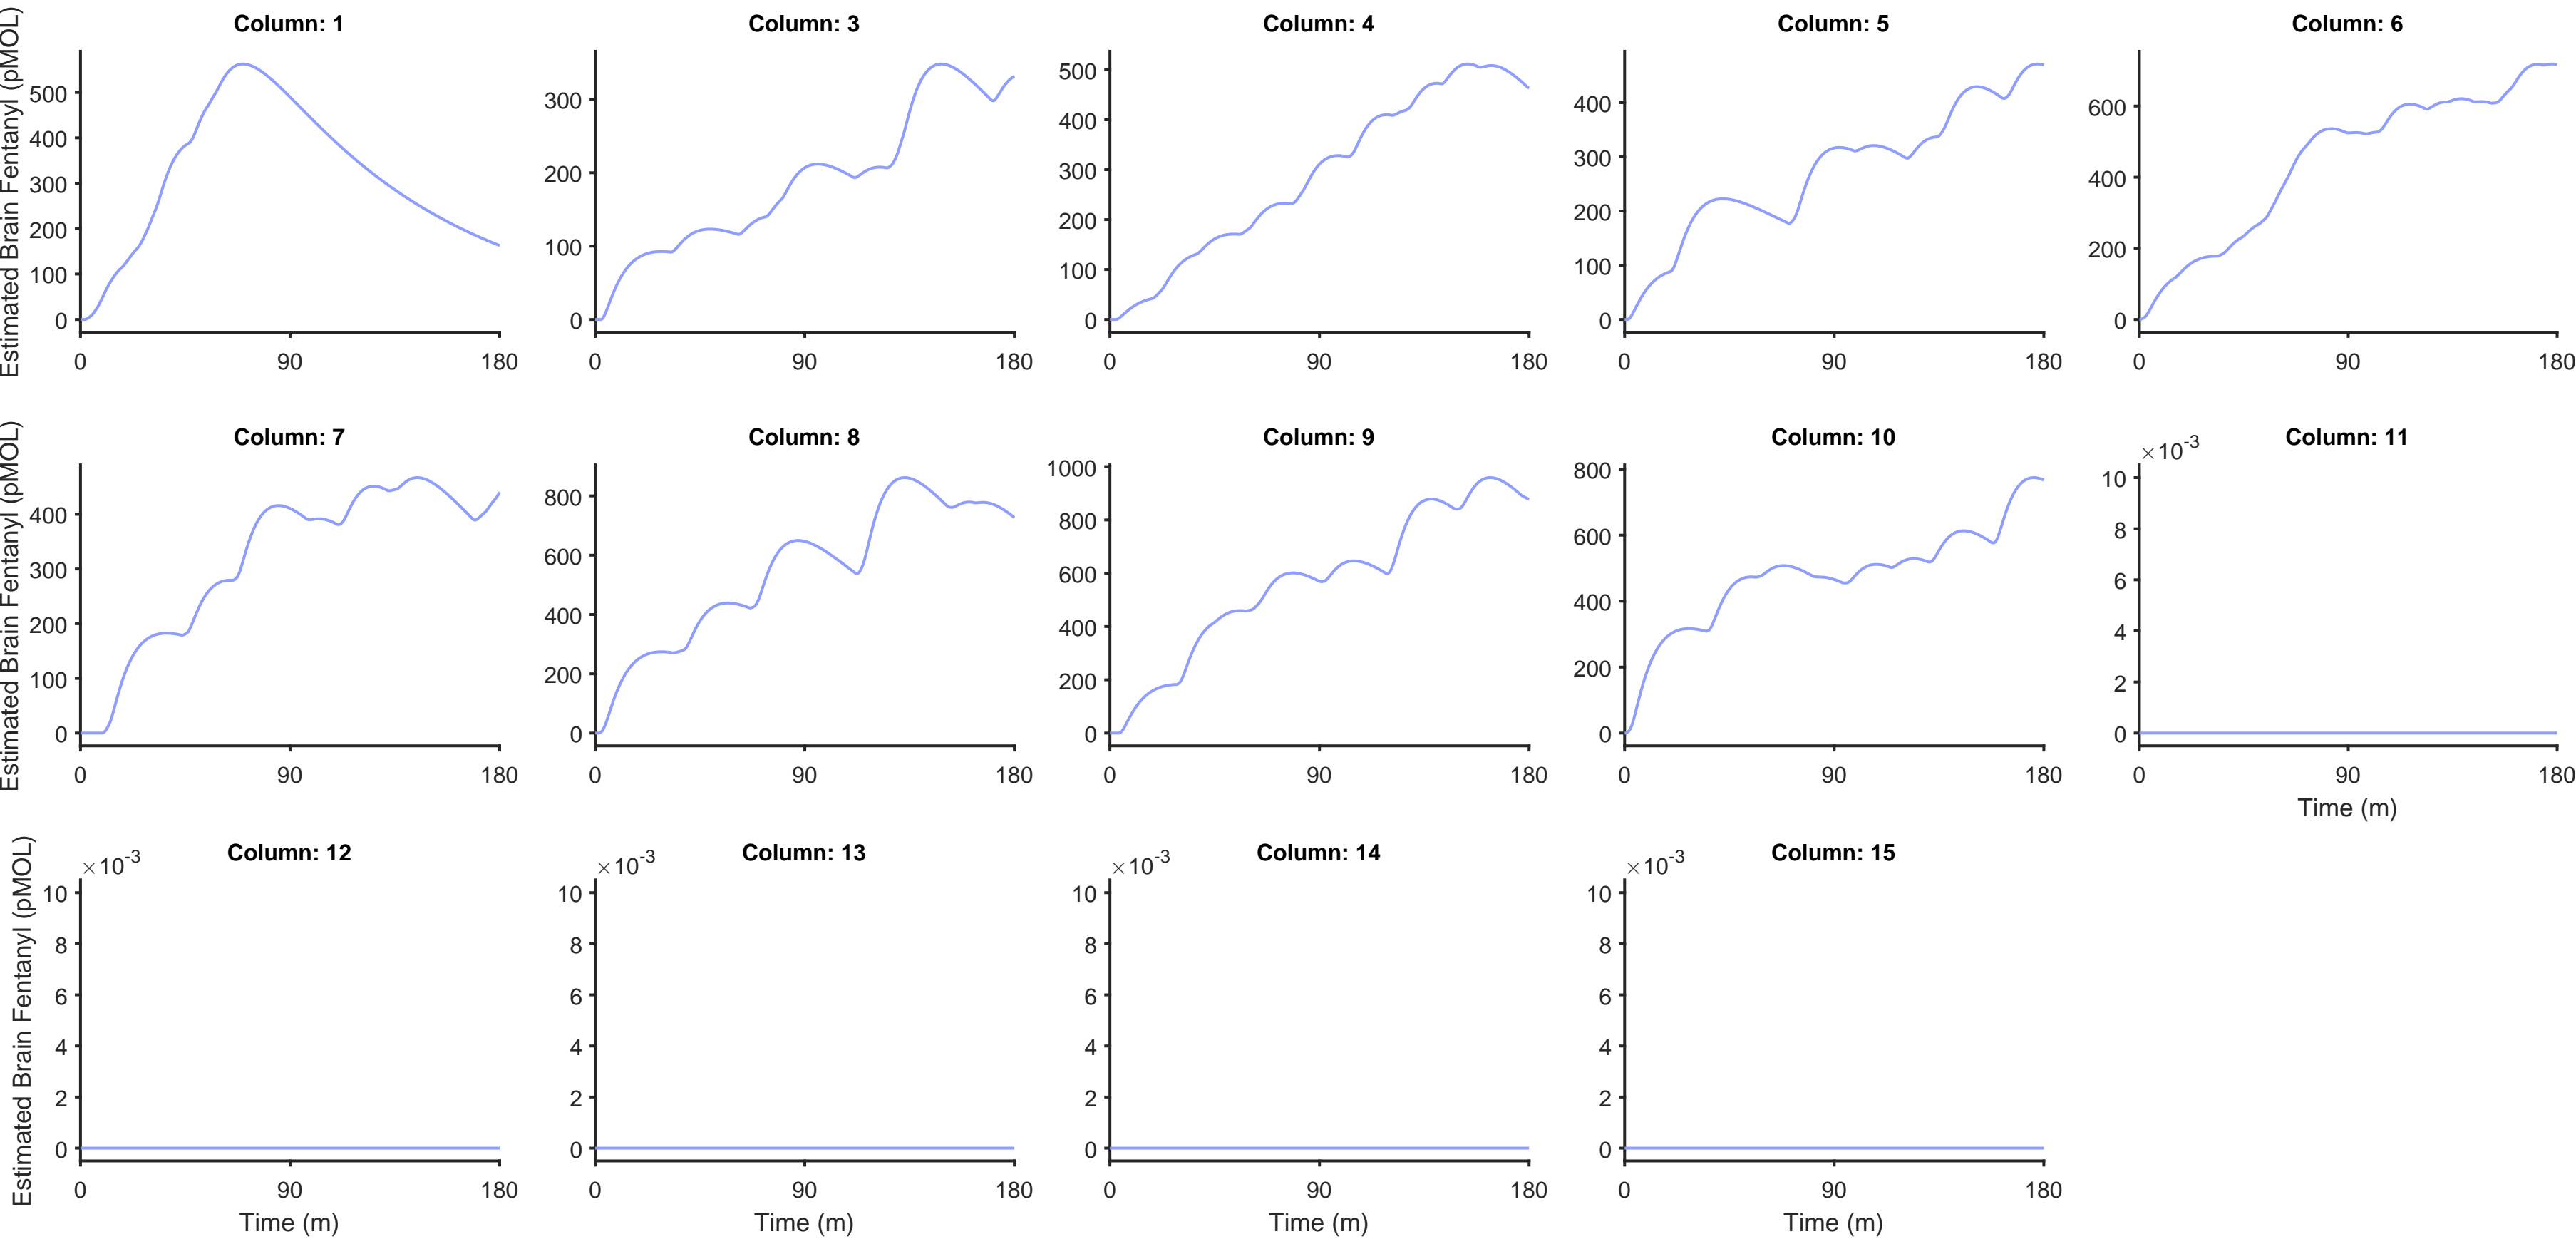 Column: 1
Column: 3
Column: 4
Column: 5
Column: 6
Estimated Brain Fentanyl (pMOL)
500
400
300
200
100
0
0 90 180
300
200
100
0
0 90 180
500
400
300
200
100
0
0 90 180
400
300
200
100
0
0 90 180
600
400
200
0
0 90 180
Column: 7
Column: 8
Column: 9
Column: 10
Column: 11
Estimated Brain Fentanyl (pMOL)
400
300
200
100
0
0 90 180
800
600
400
200
0
0 90 180
1000
800
600
400
200
0
0 90 180
800
600
400
200
0
0 90 180
×10-3
10
8
6
4
2
0
0 90 180
Time (m)
Column: 12
Column: 13
Column: 14
Column: 15
Estimated Brain Fentanyl (pMOL)
×10-3
10
8
6
4
2
0
0 90 180
Time (m)
×10-3
10
8
6
4
2
0
0 90 180
Time (m)
×10-3
10
8
6
4
2
0
0 90 180
Time (m)
×10-3
10
8
6
4
2
0
0 90 180
Time (m)